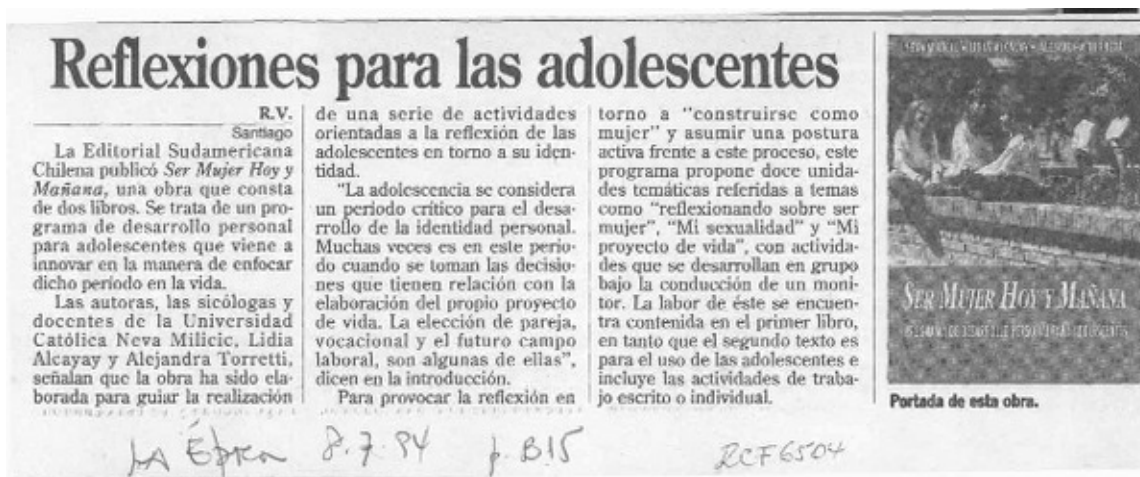 Reflexiones para las adolescentes
R.V.
Santiago
La Editorial Sudamericana
Chilena publicó Ser Mujer Hoy y
Mañana, una obra que consta
de dos libros. Se trata de un pro-
grama de desarrollo personal
para adolescentes que viene a
innovar en la manera de enfocar
dicho período en la vida.
Las autoras, las sicólogas y
docentes de la Universidad
Católica Neva Milicic, Lidia
Alcayay y Alejandra Torretti,
señalan que la obra ha sido ela-
borada para guiar la realización
de una serie de actividades
orientadas a la reflexión de las
adolescentes en torno a su iden-
tidad.
"La adolescencia se considera
un período crítico para el desa-
rrollo de la identidad personal.
Muchas veces es en este perío-
do cuando se toman las decisio-
nes que tienen relación con la
elaboración del propio proyecto
de vida. La elección de pareja,
vocacional y el futuro campo
laboral, son algunas de ellas",
dicen en la introducción.
Para provocar la reflexión en
torno a "construirse como
mujer" y asumir una postura
activa frente a este proceso, este
programa propone doce unida-
des temáticas referidas a temas
como "reflexionando sobre ser
mujer", "Mi sexualidad" y "Mi
proyecto de vida", con activida-
des que se desarrollan en grupo
bajo la conducción de un moni-
tor. La labor de éste se encuen-
tra contenida en el primer libro,
en tanto que el segundo texto es
para el uso de las adolescentes e
incluye las actividades de traba-
jo escrito o individual.
SER MUJER HOY Y MAÑANA
Portada de esta obra.
LA ÉPOCA 8.7.94 p. B15 RCF6504